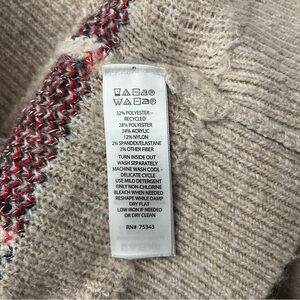 32% POLYESTER -
RECYCLED
28% POLYESTER
24% ACRYLIC
12% NYLON
2% SPANDEX/ELASTANE
2% OTHER FIBER
TURN INSIDE OUT
WASH SEPARATELY
MACHINE WASH COOL -
DELICATE CYCLE
USE MILD DETERGENT
ONLY NON-CHLORINE
BLEACH WHEN NEEDED
RESHAPE WHILE DAMP
DRY FLAT
LOW IRON IF NEEDED
OR DRY CLEAN
RN# 75343